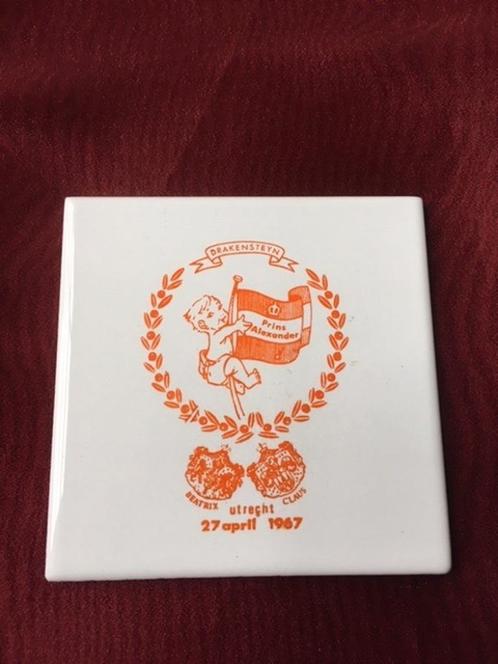 DRAKENSTEYN
Prins
Alexander
BEATRIX CLAUS
utrecht
27 april 1967